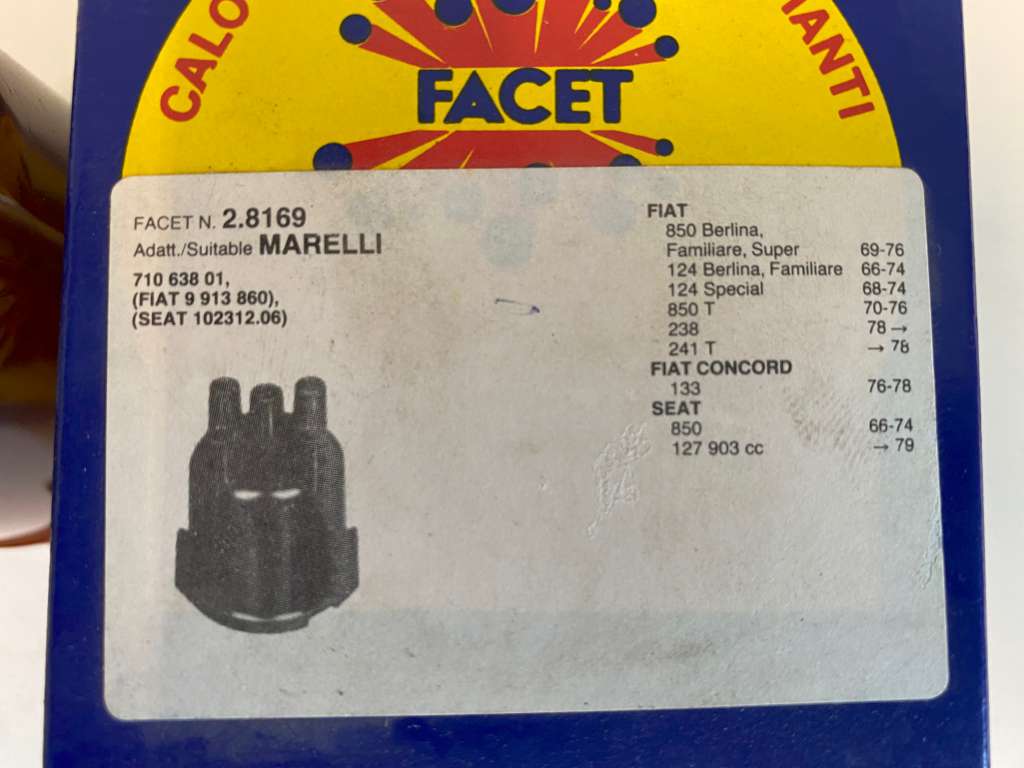 CALO
IANTI
FACET
FACET N. 2.8169
Adatt./Suitable MARELLI
710 638 01,
(FIAT 9 913 860),
(SEAT 102312.06)
FIAT
850 Berlina,
Familiare, Super 69-76
124 Berlina, Familiare 66-74
124 Special 68-74
850 T 70-76
238 78 →
241 T → 78
FIAT CONCORD
133 76-78
SEAT
850 66-74
127 903 cc → 79